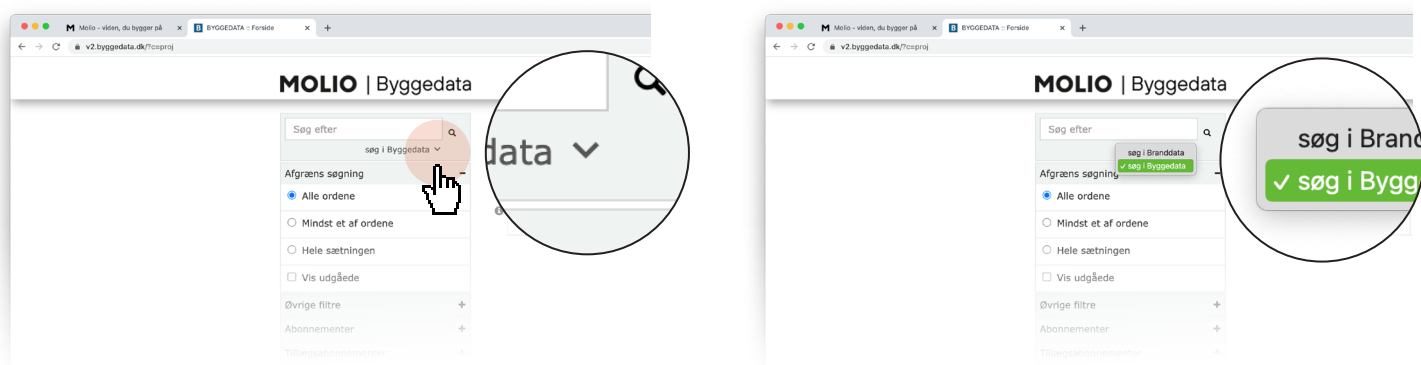 Molio - viden, du bygger på × BYGGEDATA :: Forside × +
v2.byggedata.dk/?c=proj
MOLIO | Byggedata
Søg efter
søg i Byggedata
Afgræns søgning −
Alle ordene
Mindst et af ordene
Hele sætningen
Vis udgåede
Øvrige filtre +
Abonnementer +
Tillægsabonnementer +
data
Molio - viden, du bygger på × BYGGEDATA :: Forside × +
v2.byggedata.dk/?c=proj
MOLIO | Byggedata
Søg efter
søg i Branddata
✓ søg i Byggedata
Afgræns søgning −
Alle ordene
Mindst et af ordene
Hele sætningen
Vis udgåede
Øvrige filtre +
Abonnementer +
Tillægsabonnementer +
søg i Brand
✓ søg i Bygg